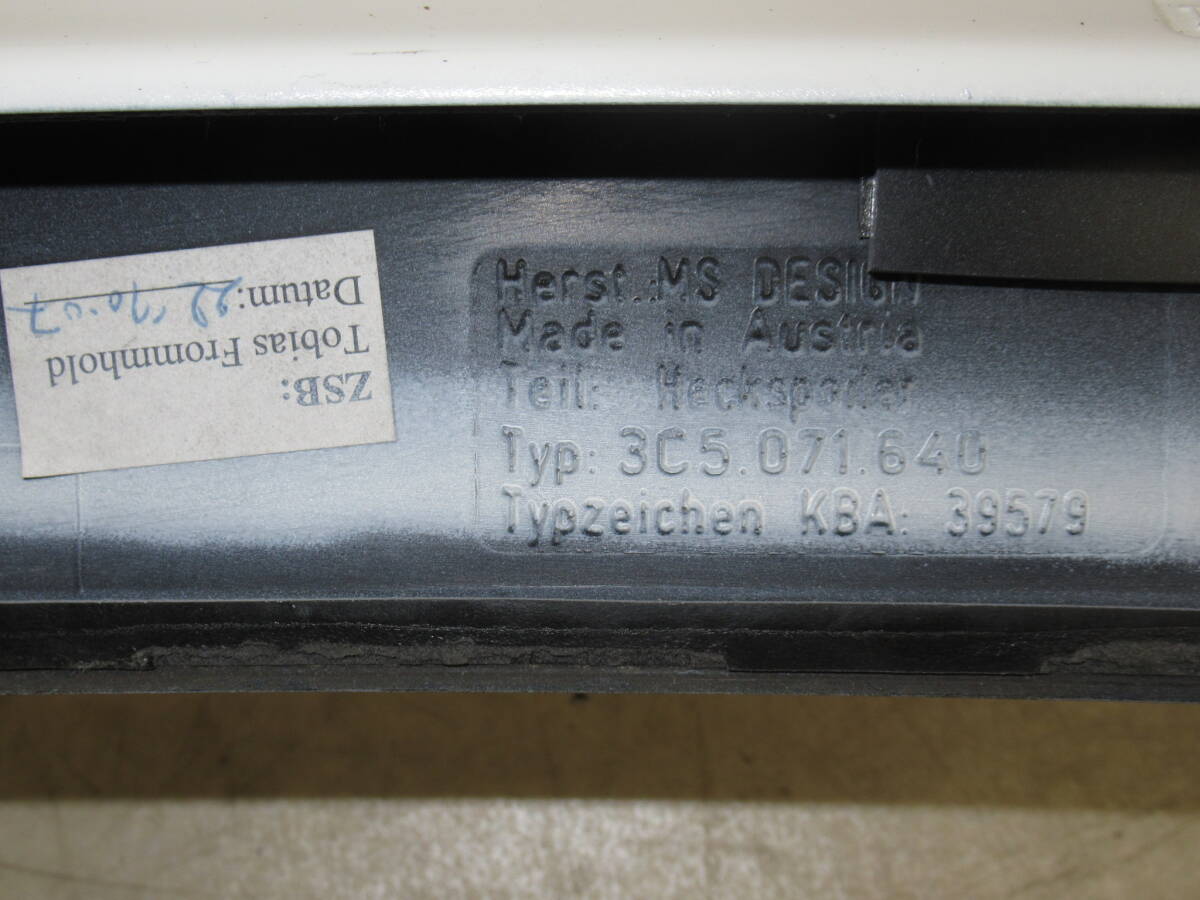 ZSB:
Tobias Frommhold
Datum: 22.10.07
Herst.: MS DESIGN
Made in Austria
Teil: Heckspoiler
Typ: 3C5.071.640
Typzeichen KBA: 39579